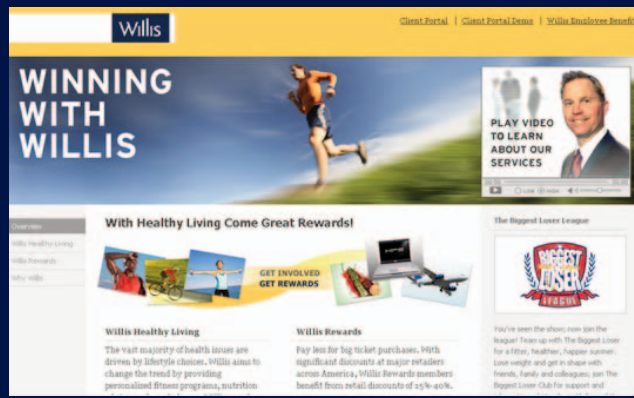 Willis
Client Portal | Client Portal Demo | Willis Employee Benefit
WINNING
WITH
WILLIS
PLAY VIDEO
TO LEARN
ABOUT OUR
SERVICES
LOW HIGH
Overview
Willis Healthy Living
Willis Rewards
Why Willis
With Healthy Living Come Great Rewards!
GET INVOLVED
GET REWARDS
The Biggest Loser League
BIGGEST
LOSER
LEAGUE
Willis Healthy Living
The vast majority of health issues are
driven by lifestyle choices. Willis aims to
change the trend by providing
personalized fitness programs, nutrition
Willis Rewards
Pay less for big ticket purchases. With
significant discounts at major retailers
across America, Willis Rewards members
benefit from retail discounts of 15%-40%.
You've seen the show; now join the
league! Team up with The Biggest Loser
for a fitter, healthier, happier summer.
Lose weight and get in shape with
friends, family and colleagues; join The
Biggest Loser Club for support and